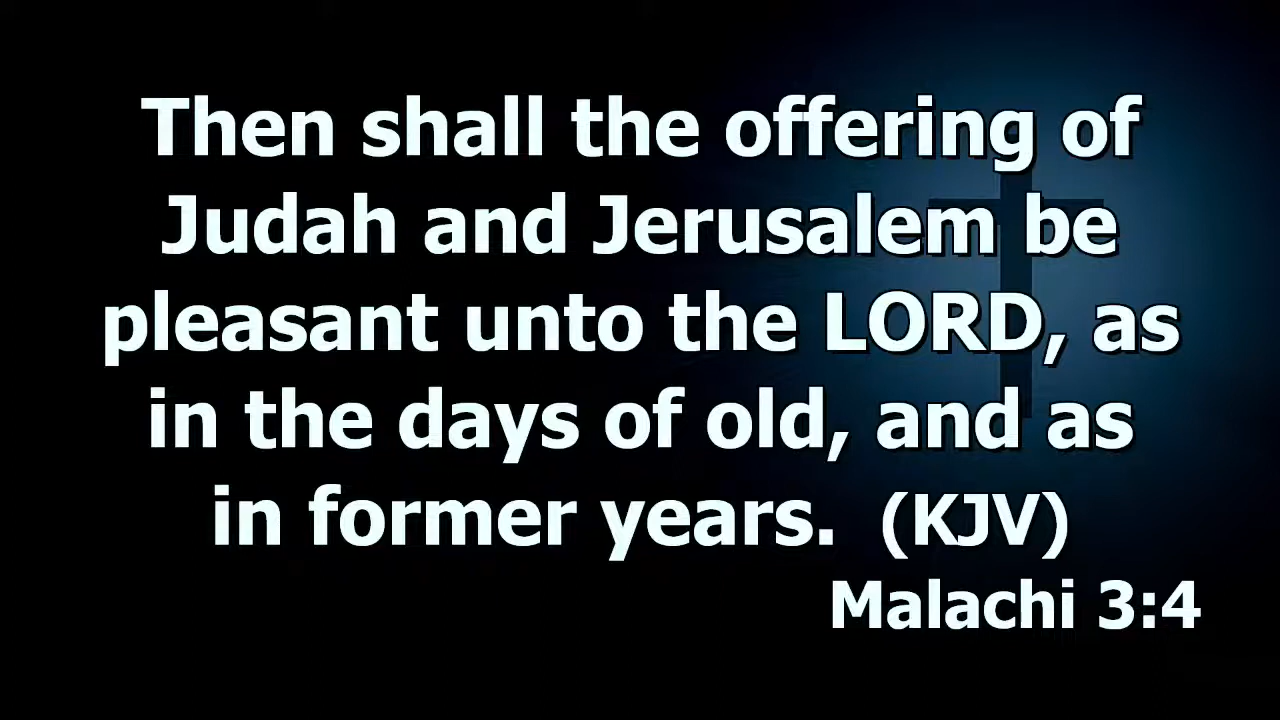 Then shall the offering of
Judah and Jerusalem be
pleasant unto the LORD, as
in the days of old, and as
in former years.  (KJV)
Malachi 3:4